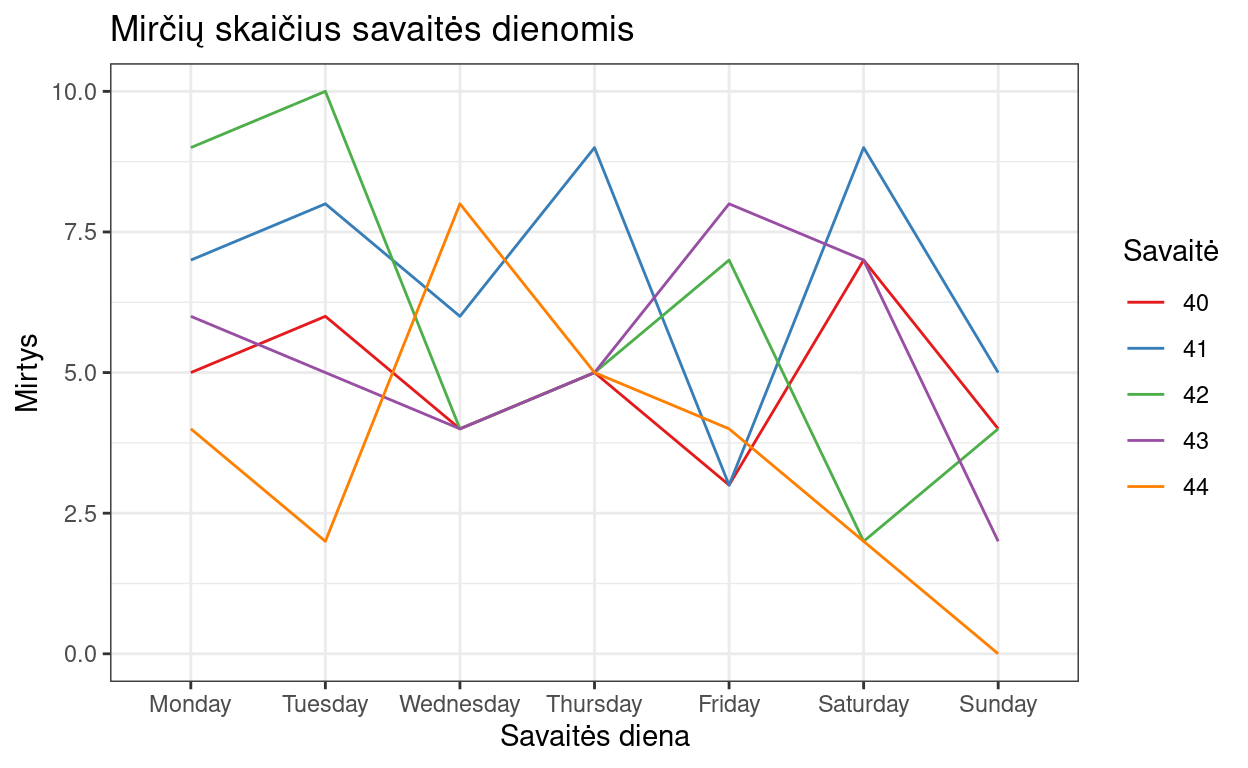 Mirčių skaičius savaitės dienomis
10.0
7.5
5.0
2.5
0.0
Mirtys
Monday Tuesday Wednesday Thursday Friday Saturday Sunday
Savaitės diena
Savaitė
40
41
42
43
44